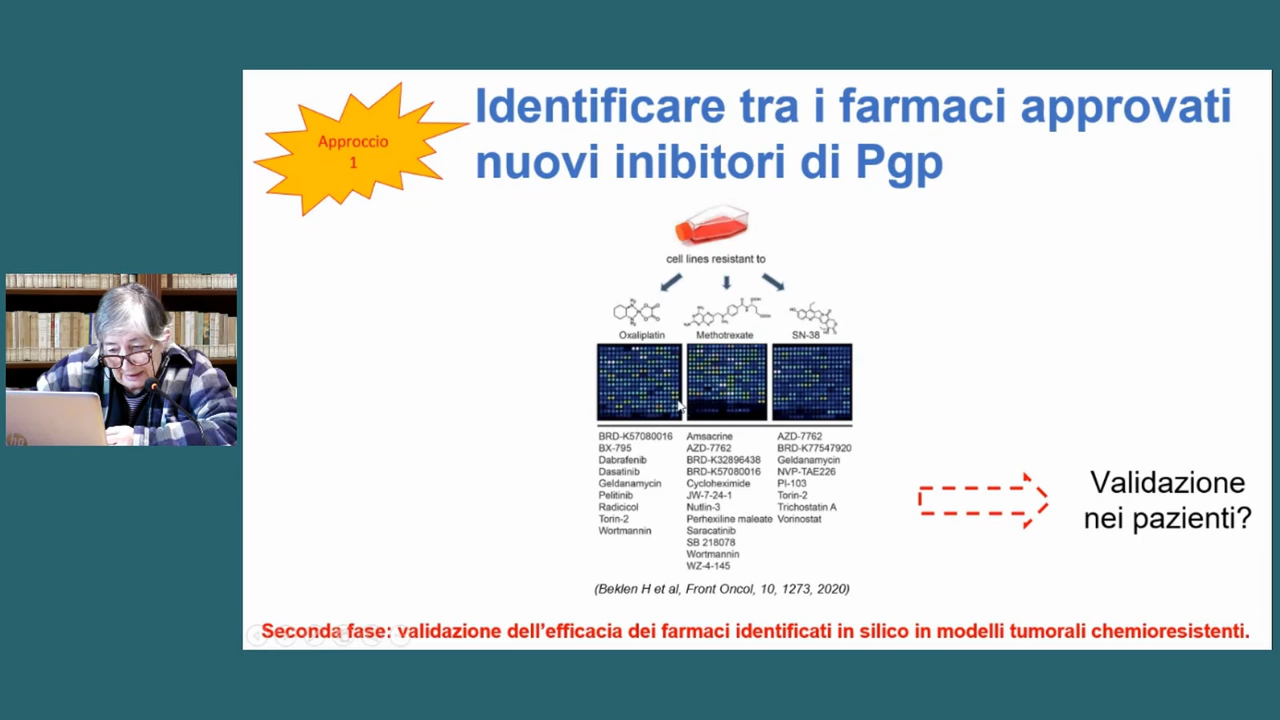 Approccio
1
Identificare tra i farmaci approvati
nuovi inibitori di Pgp
cell lines resistant to
Oxaliplatin
Methotrexate
SN-38
BRD-K57080016
BX-795
Dabrafenib
Dasatinib
Geldanamycin
Pelitinib
Radicicol
Torin-2
Wortmannin
Amsacrine
AZD-7762
BRD-K32896438
BRD-K57080016
Cycloheximide
JW-7-24-1
Nutlin-3
Perhexiline maleate
Saracatinib
SB 218078
Wortmannin
WZ-4-145
AZD-7762
BRD-K77547920
Geldanamycin
NVP-TAE226
PI-103
Torin-2
Trichostatin A
Vorinostat
Validazione
nei pazienti?
(Beklen H et al, Front Oncol, 10, 1273, 2020)
Seconda fase: validazione dell'efficacia dei farmaci identificati in silico in modelli tumorali chemioresistenti.
hp